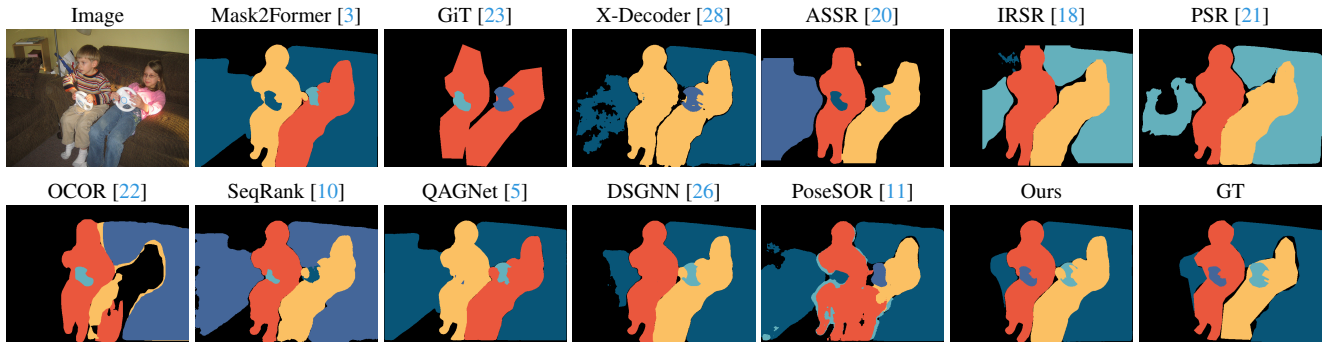 Image Mask2Former [3] GiT [23] X-Decoder [28] ASSR [20] IRSR [18] PSR [21]
OCOR [22] SeqRank [10] QAGNet [5] DSGNN [26] PoseSOR [11] Ours GT